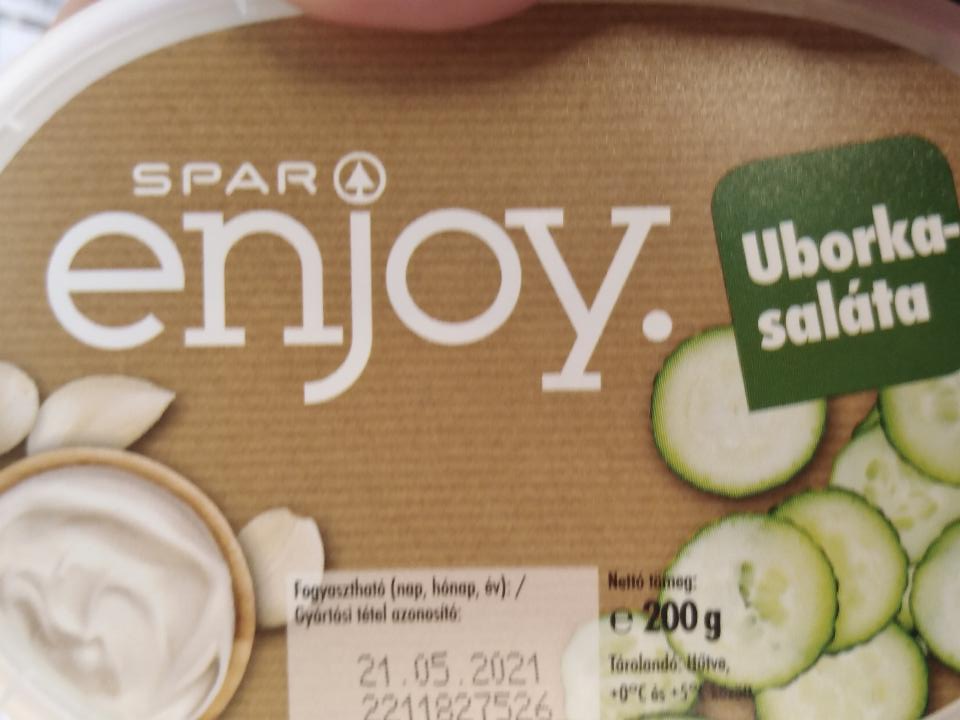 SPAR
enjoy.
Uborka-
saláta
Fogyasztható (nap, hónap, év): /
Gyártási tétel azonosító:
21.05.2021
2211827526
Nettó tömeg:
e 200 g
Tárolandó: Hűtve,
+0°C és +5°C között.